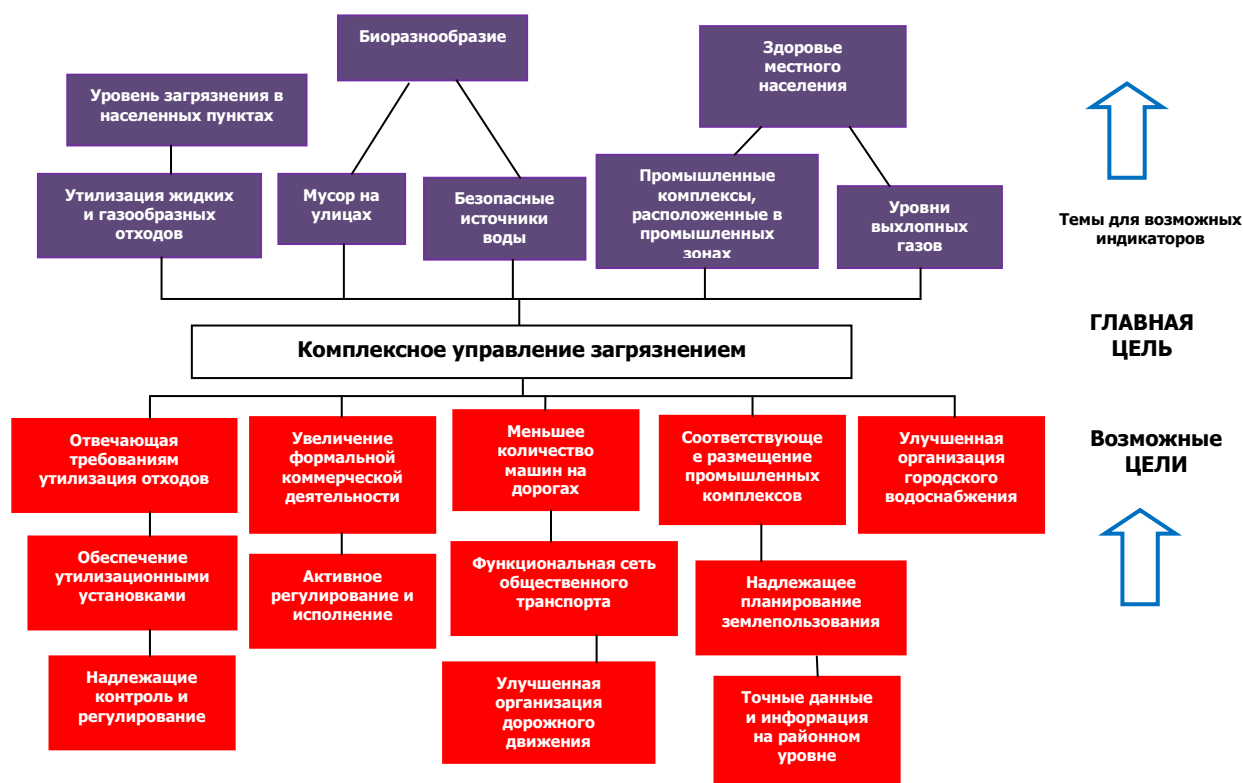 Биоразнообразие
Здоровье
местного
населения
Уровень загрязнения в
населенных пунктах
Утилизация жидких
и газообразных
отходов
Мусор на
улицах
Безопасные
источники
воды
Промышленные
комплексы,
расположенные в
промышленных
зонах
Уровни
выхлопных
газов
Темы для возможных
индикаторов
Комплексное управление загрязнением
ГЛАВНАЯ
ЦЕЛЬ
Отвечающая
требованиям
утилизация отходов
Увеличение
формальной
коммерческой
деятельности
Меньшее
количество
машин на
дорогах
Соответствующе
е размещение
промышленных
комплексов
Улучшенная
организация
городского
водоснабжения
Возможные
ЦЕЛИ
Обеспечение
утилизационными
установками
Активное
регулирование и
исполнение
Функциональная сеть
общественного
транспорта
Надлежащее
планирование
землепользования
Надлежащие
контроль и
регулирование
Улучшенная
организация
дорожного
движения
Точные данные
и информация
на районном
уровне